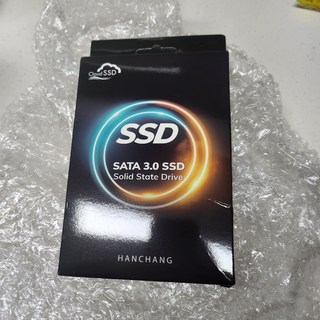 Cloud SSD
SSD
SATA 3.0 SSD
Solid State Drive
HANCHANG